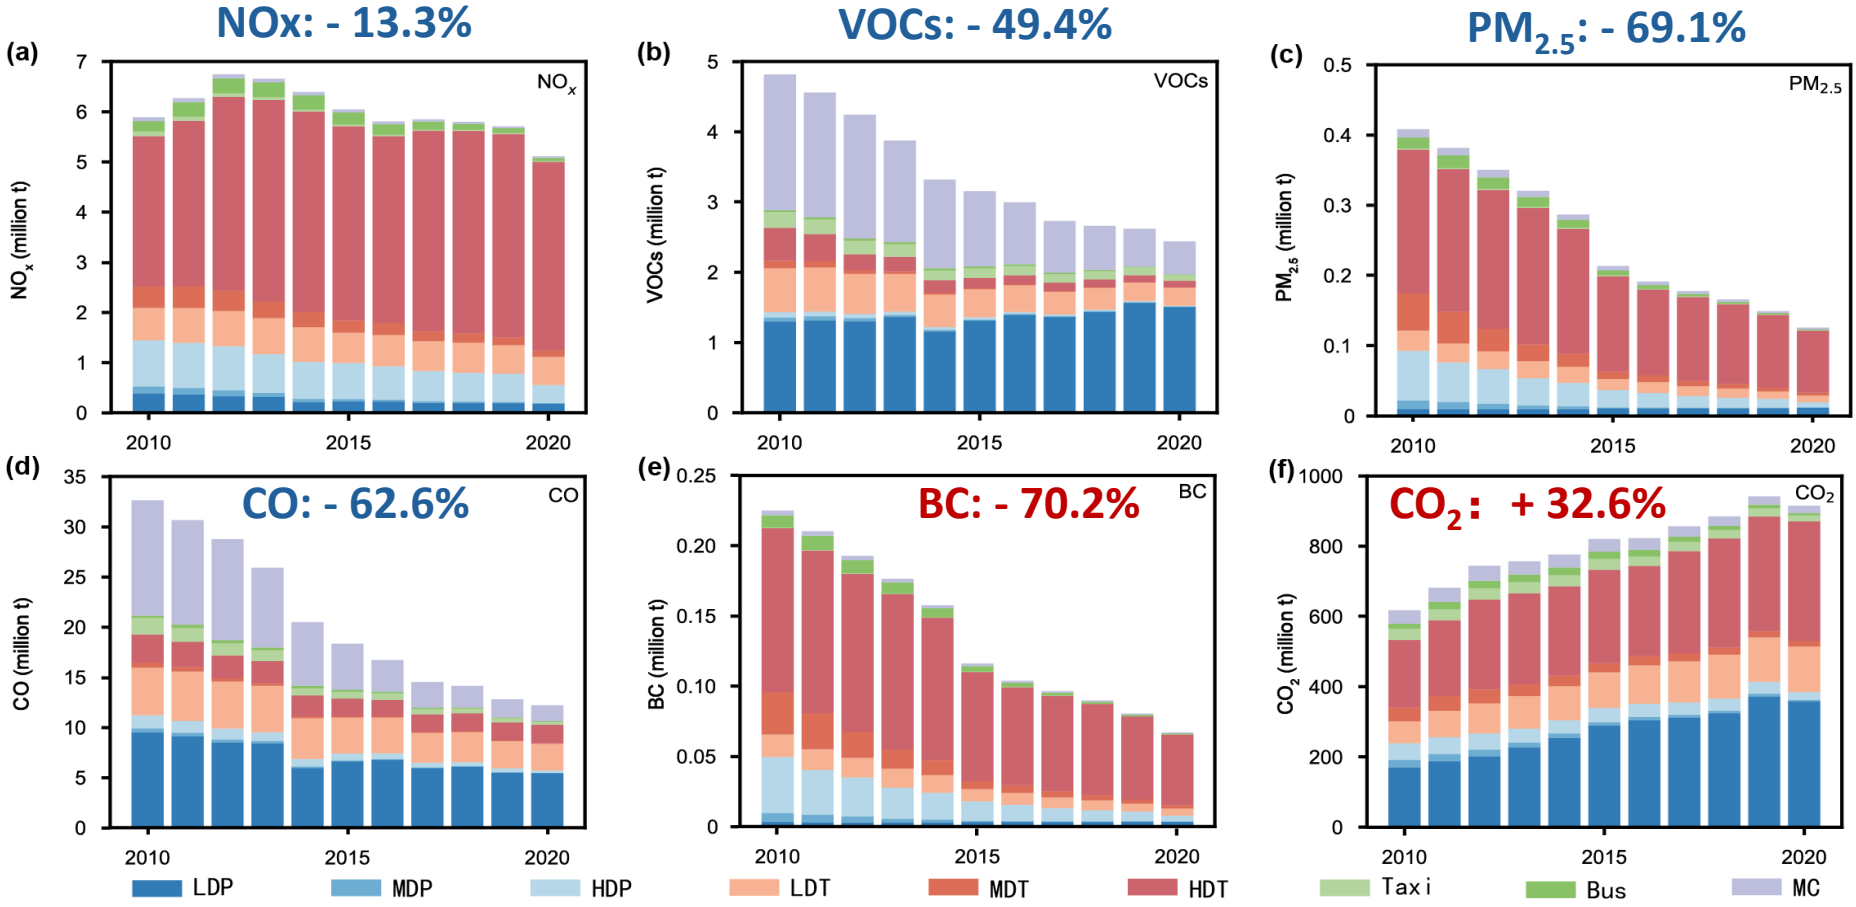 NOx: - 13.3%
VOCs: - 49.4%
PM2.5: - 69.1%
(a)
7
6
5
4
3
2
1
0
NOx (million t)
NOx
2010
2015
2020
(b)
5
4
3
2
1
0
VOCs (million t)
VOCs
2010
2015
2020
(c)
0.5
0.4
0.3
0.2
0.1
0
PM2.5 (million t)
PM2.5
2010
2015
2020
(d)
35
30
25
20
15
10
5
0
CO (million t)
CO: - 62.6%
CO
2010
2015
2020
(e)
0.25
0.20
0.15
0.10
0.05
0
BC (million t)
BC: - 70.2%
BC
2010
2015
2020
(f)
1000
800
600
400
200
0
CO2 (million t)
CO2: + 32.6%
CO2
2010
2015
2020
LDP
MDP
HDP
LDT
MDT
HDT
Taxi
Bus
MC